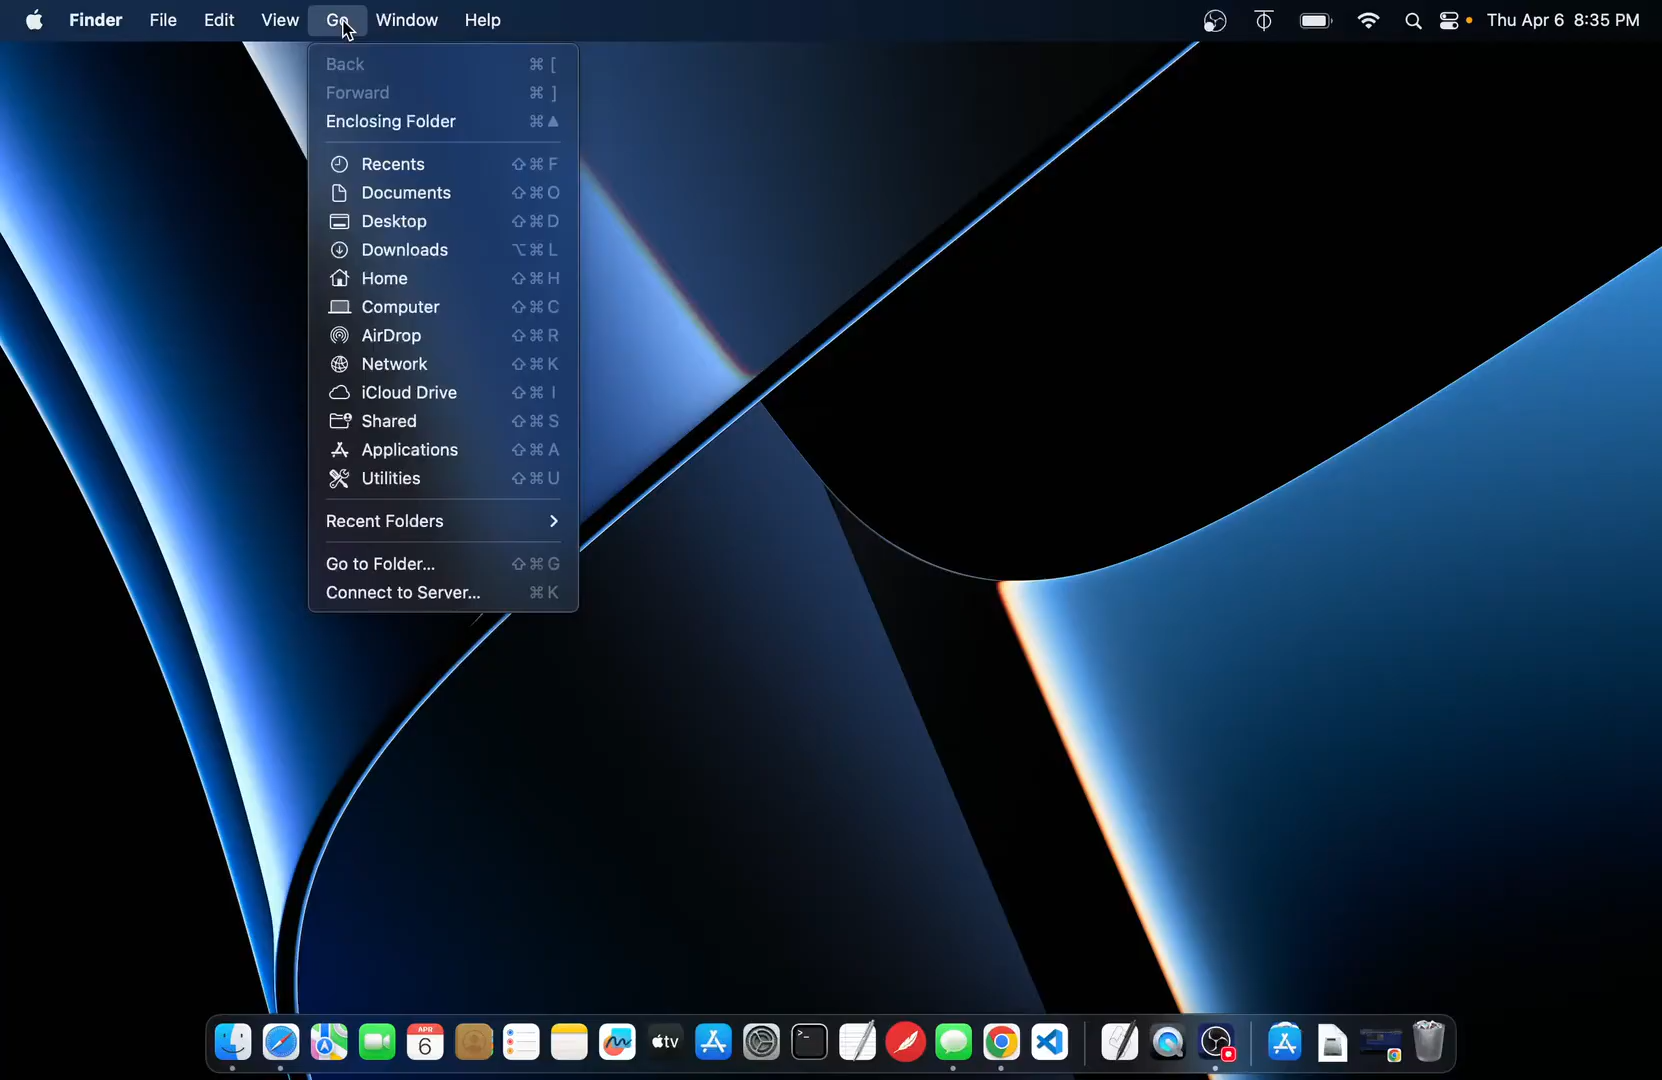 Finder File Edit View Go Window Help Thu Apr 6 8:35 PM
Back ⌘ [
Forward ⌘ ]
Enclosing Folder ⌘▲
Recents ⇧⌘F
Documents ⇧⌘O
Desktop ⇧⌘D
Downloads ⌥⌘L
Home ⇧⌘H
Computer ⇧⌘C
AirDrop ⇧⌘R
Network ⇧⌘K
iCloud Drive ⇧⌘I
Shared ⇧⌘S
Applications ⇧⌘A
Utilities ⇧⌘U
Recent Folders
Go to Folder... ⇧⌘G
Connect to Server... ⌘K
APR
6
tv
>_